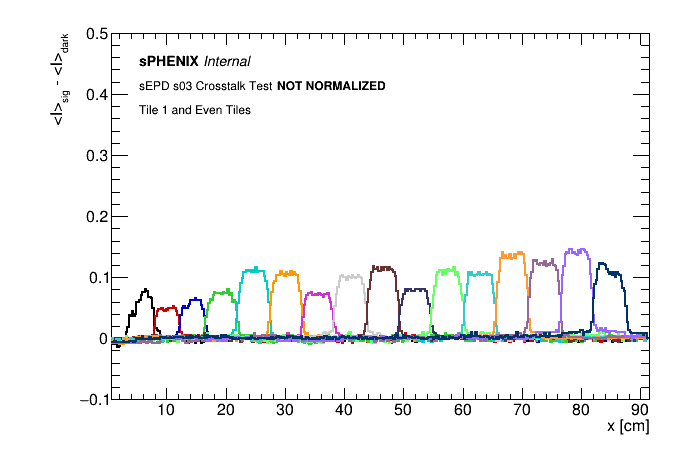 0.5
0.4
0.3
0.2
0.1
0
−0.1
<I>sig - <I>dark
sPHENIX Internal
sEPD s03 Crosstalk Test NOT NORMALIZED
Tile 1 and Even Tiles
10 20 30 40 50 60 70 80 90
x [cm]